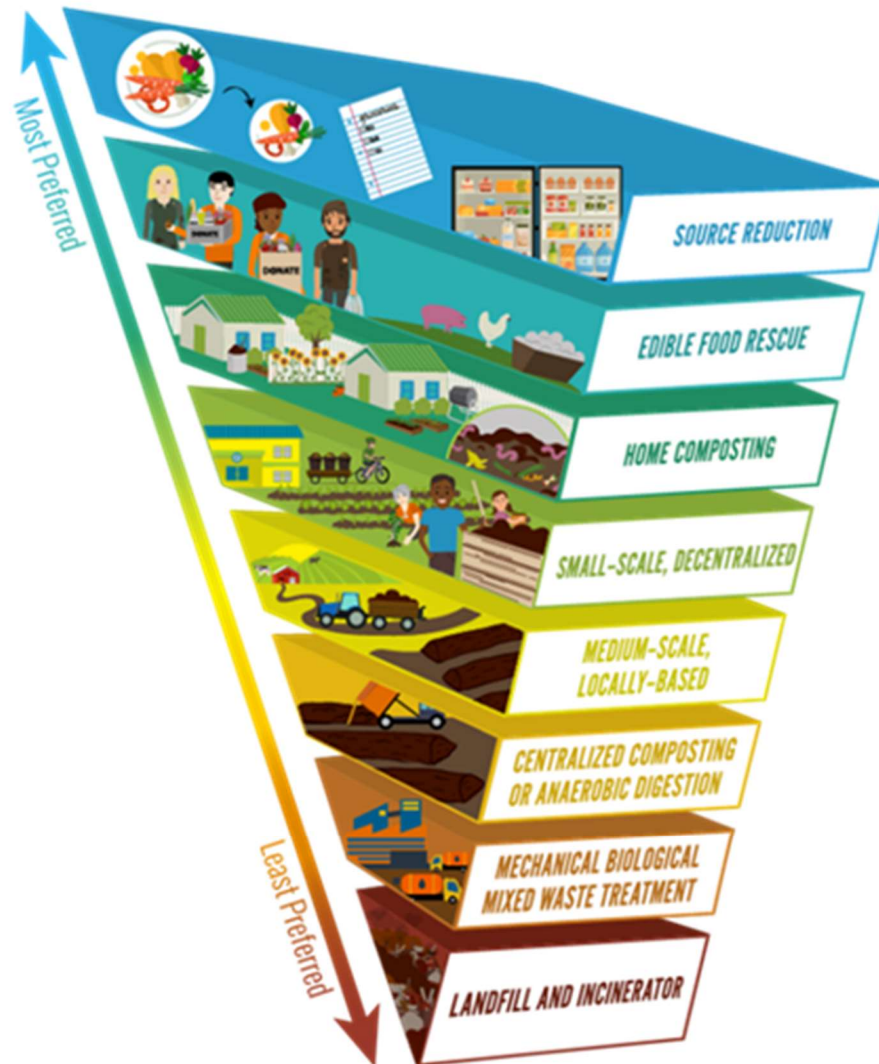 Most Preferred
SOURCE REDUCTION
DONATE
DONATE
EDIBLE FOOD RESCUE
HOME COMPOSTING
SMALL-SCALE, DECENTRALIZED
MEDIUM-SCALE,
LOCALLY-BASED
CENTRALIZED COMPOSTING
OR ANAEROBIC DIGESTION
MECHANICAL BIOLOGICAL
MIXED WASTE TREATMENT
Least Preferred
LANDFILL AND INCINERATOR